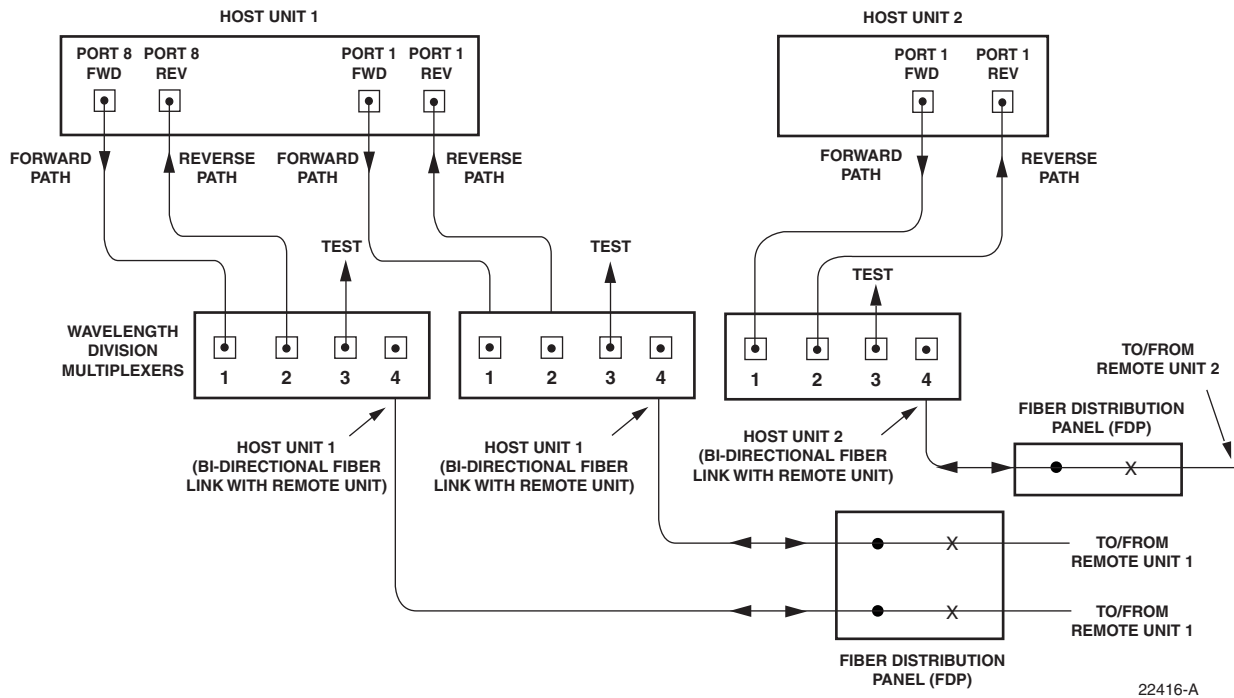 HOST UNIT 1
HOST UNIT 2
PORT 8
FWD
PORT 8
REV
PORT 1
FWD
PORT 1
REV
PORT 1
FWD
PORT 1
REV
FORWARD
PATH
REVERSE
PATH
FORWARD
PATH
REVERSE
PATH
FORWARD
PATH
REVERSE
PATH
TEST
TEST
TEST
WAVELENGTH
DIVISION
MULTIPLEXERS
1 2 3 4
1 2 3 4
1 2 3 4
TO/FROM
REMOTE UNIT 2
HOST UNIT 1
(BI-DIRECTIONAL FIBER
LINK WITH REMOTE UNIT)
HOST UNIT 1
(BI-DIRECTIONAL FIBER
LINK WITH REMOTE UNIT)
HOST UNIT 2
(BI-DIRECTIONAL FIBER
LINK WITH REMOTE UNIT)
FIBER DISTRIBUTION
PANEL (FDP)
X
X
TO/FROM
REMOTE UNIT 1
X
TO/FROM
REMOTE UNIT 1
FIBER DISTRIBUTION
PANEL (FDP)
22416-A